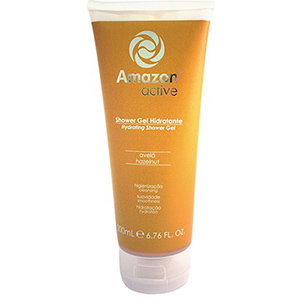 Amazon
active
Shower Gel Hidratante
Hydrating Shower Gel
avelã
hazelnut
higienização
cleansing
suavidade
smoothness
hidratação
hydration
200mL ℮ 6.76 FL. OZ.